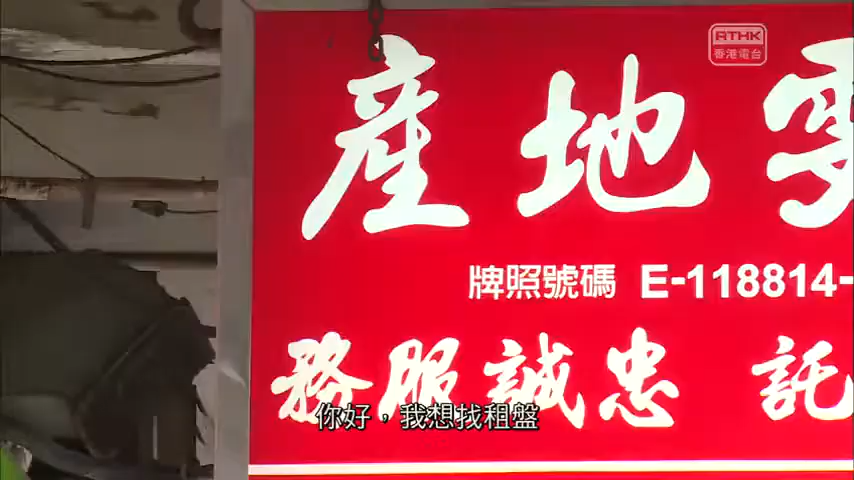 RTHK
香港電台
產地
牌照號碼 E-118814-
務服誠忠 託
你好，我想找租盤